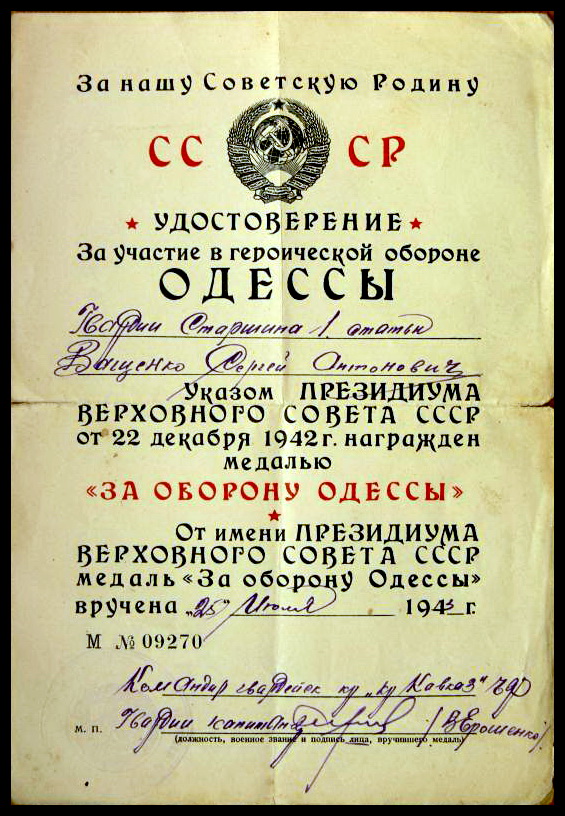 За нашу Советскую Родину
СС СР
УДОСТОВЕРЕНИЕ
За участие в героической обороне
ОДЕССЫ
Гвардии Старшина 1. статьи
Ващенко Сергей Антонович
Указом ПРЕЗИДИУМА
ВЕРХОВНОГО СОВЕТА СССР
от 22 декабря 1942 г. награжден
медалью
«ЗА ОБОРОНУ ОДЕССЫ»
От имени ПРЕЗИДИУМА
ВЕРХОВНОГО СОВЕТА СССР
медаль «За оборону Одессы»
вручена „25" Июля 1943 г.
М № 09270
Командир гвардейск кр „кр Кавказ" ЧФ
м. п. Гвардии капитан (В Ерошенко).
(должность, военное звание и подпись лица, вручившего медаль)